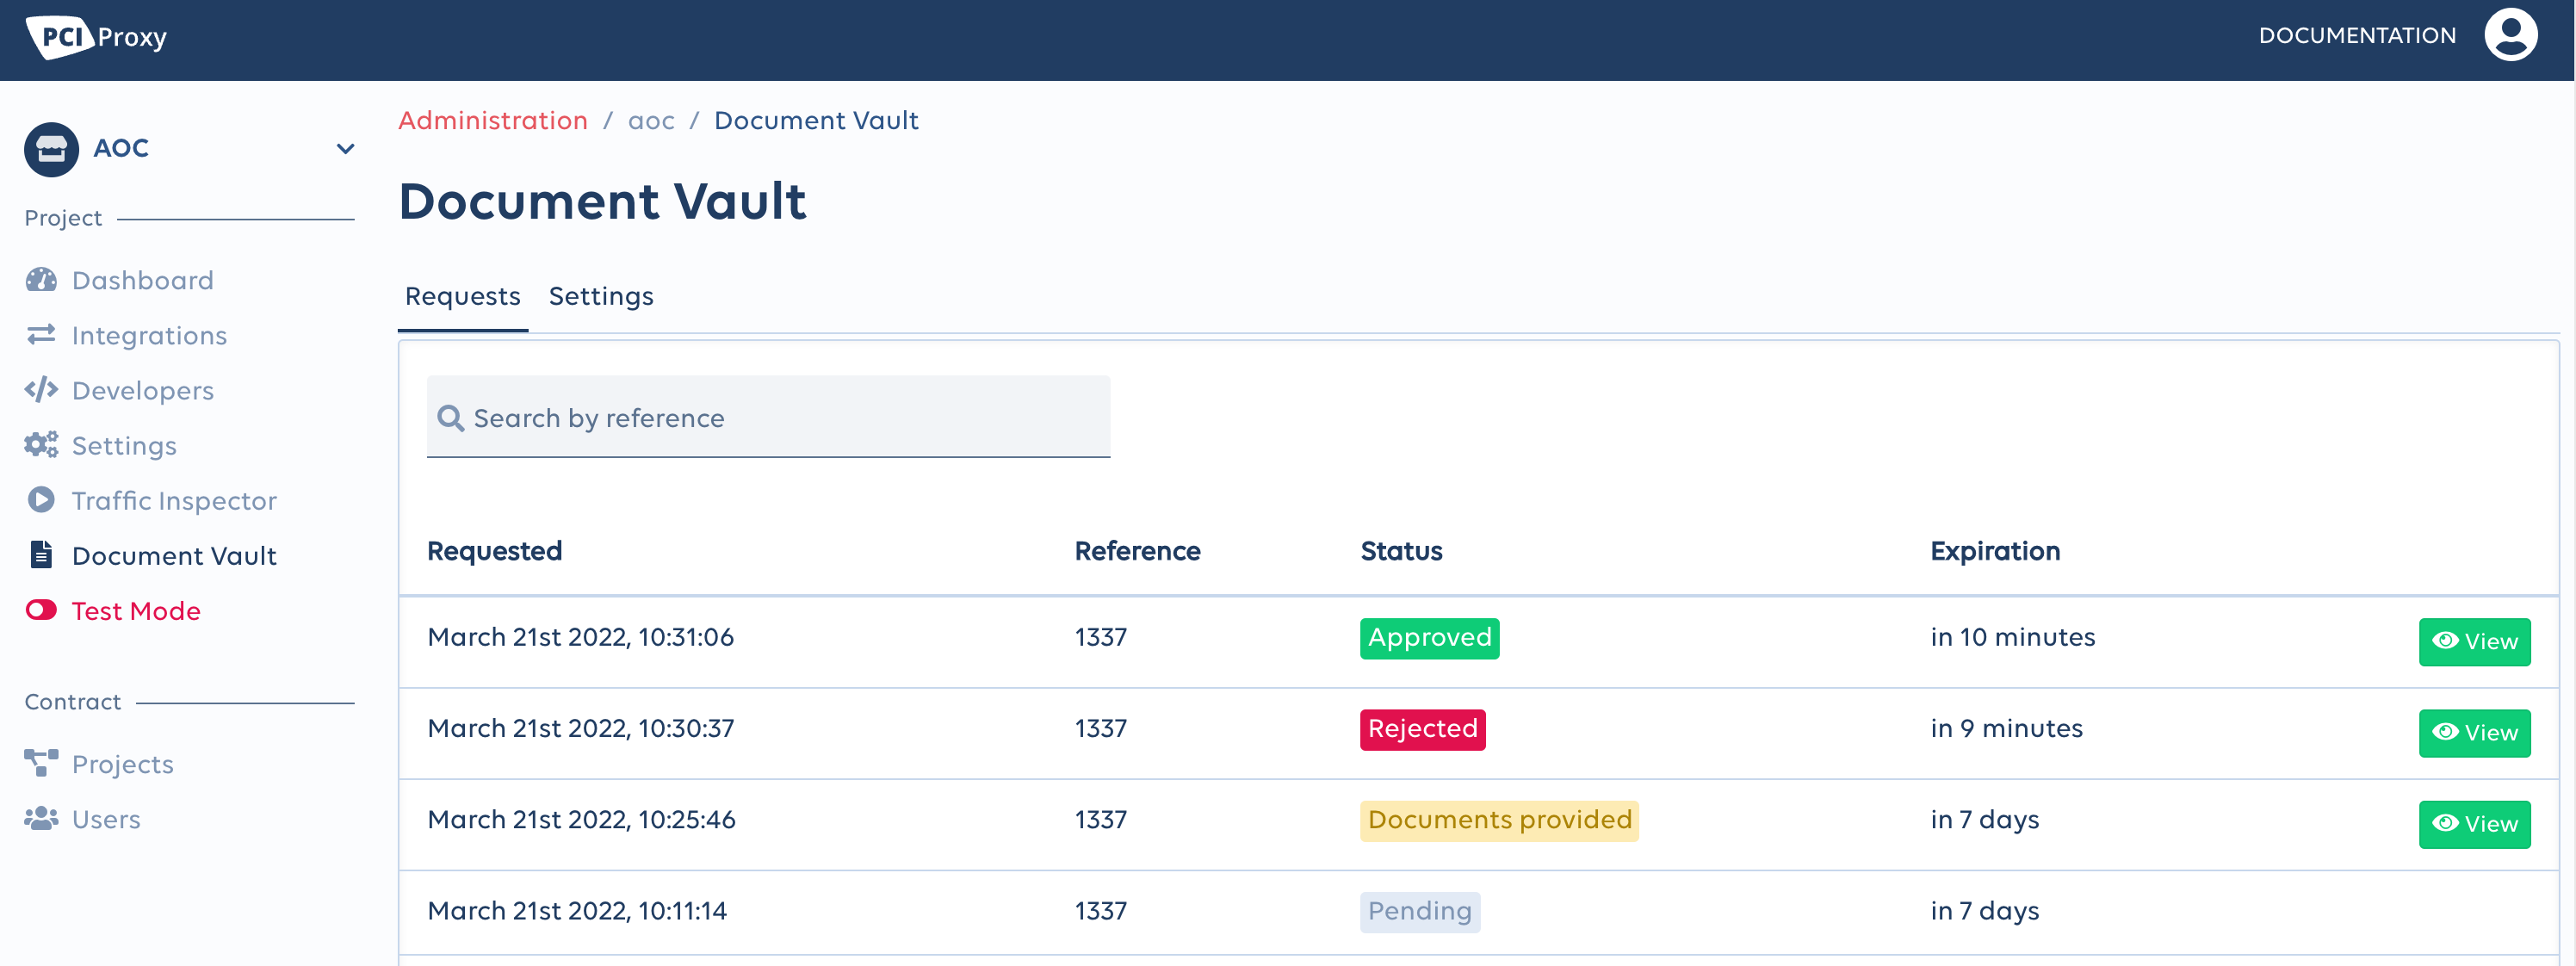 PCI Proxy
DOCUMENTATION
AOC
Project
Dashboard
Integrations
Developers
Settings
Traffic Inspector
Document Vault
Test Mode
Contract
Projects
Users
Administration / aoc / Document Vault
Document Vault
Requests Settings
Search by reference
Requested Reference Status Expiration
March 21st 2022, 10:31:06 1337 Approved in 10 minutes View
March 21st 2022, 10:30:37 1337 Rejected in 9 minutes View
March 21st 2022, 10:25:46 1337 Documents provided in 7 days View
March 21st 2022, 10:11:14 1337 Pending in 7 days